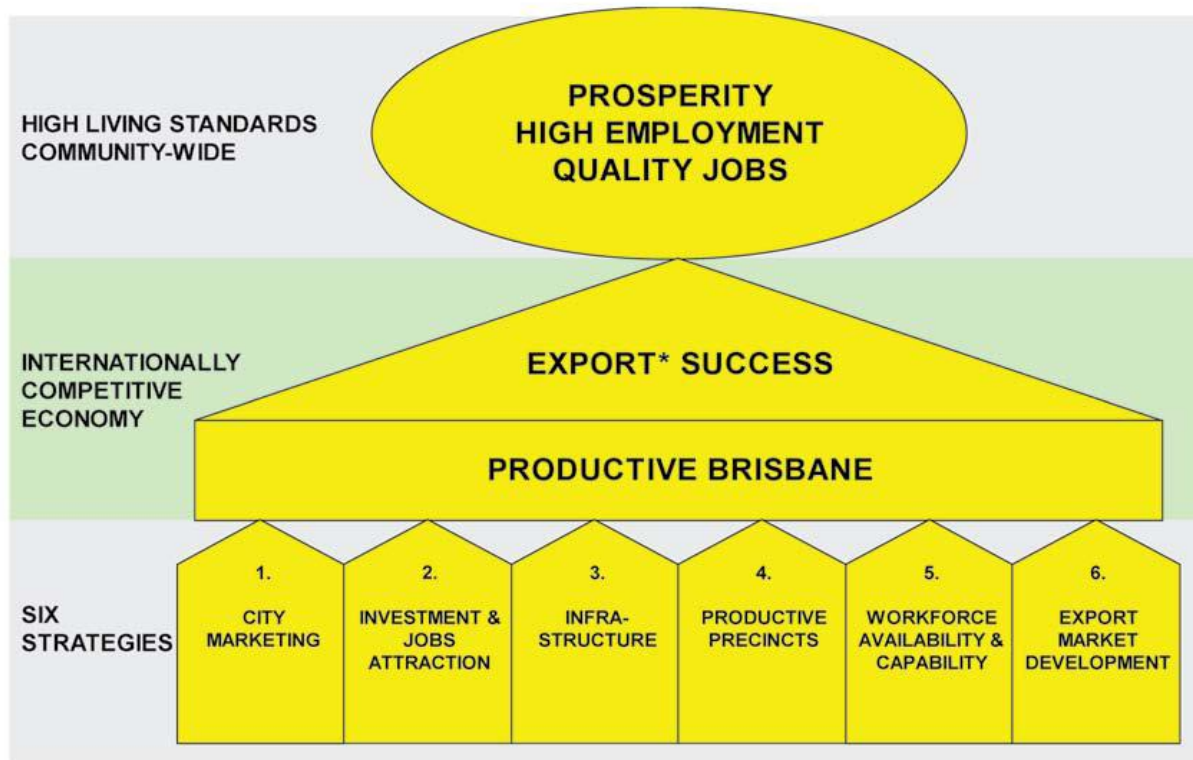 HIGH LIVING STANDARDS
COMMUNITY-WIDE
PROSPERITY
HIGH EMPLOYMENT
QUALITY JOBS
INTERNATIONALLY
COMPETITIVE
ECONOMY
EXPORT* SUCCESS
PRODUCTIVE BRISBANE
SIX
STRATEGIES
1.
CITY
MARKETING
2.
INVESTMENT &
JOBS
ATTRACTION
3.
INFRA-
STRUCTURE
4.
PRODUCTIVE
PRECINCTS
5.
WORKFORCE
AVAILABILITY &
CAPABILITY
6.
EXPORT
MARKET
DEVELOPMENT